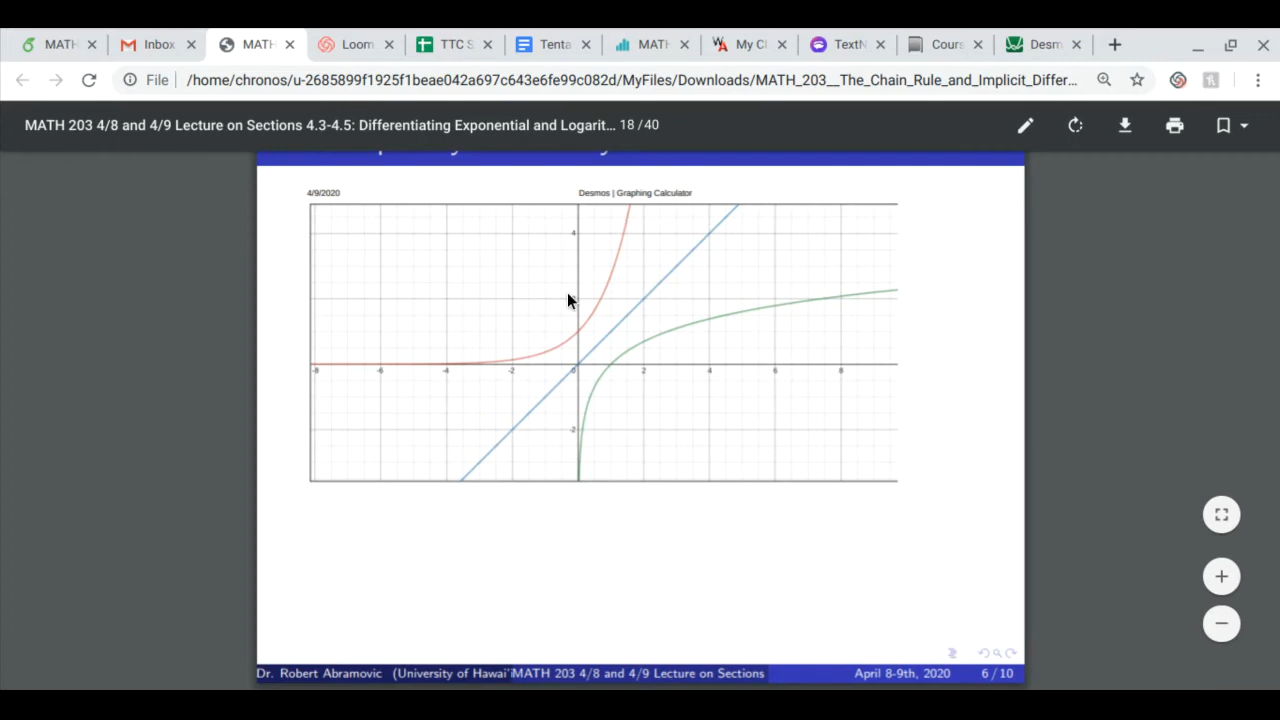 MATH
Inbox
MATH
Loom
TTC S
Tenta
MATH
My Cl
TextN
Cours
Desm
File
/home/chronos/u-2685899f1925f1beae042a697c643e6fe99c082d/MyFiles/Downloads/MATH_203__The_Chain_Rule_and_Implicit_Differ...
MATH 203 4/8 and 4/9 Lecture on Sections 4.3-4.5: Differentiating Exponential and Logarit... 18 / 40
4/9/2020
Desmos | Graphing Calculator
4
-8 -6 -4 -2 0 2 4 6 8
-2
Dr. Robert Abramovic (University of Hawai'i
MATH 203 4/8 and 4/9 Lecture on Sections
April 8-9th, 2020
6 / 10